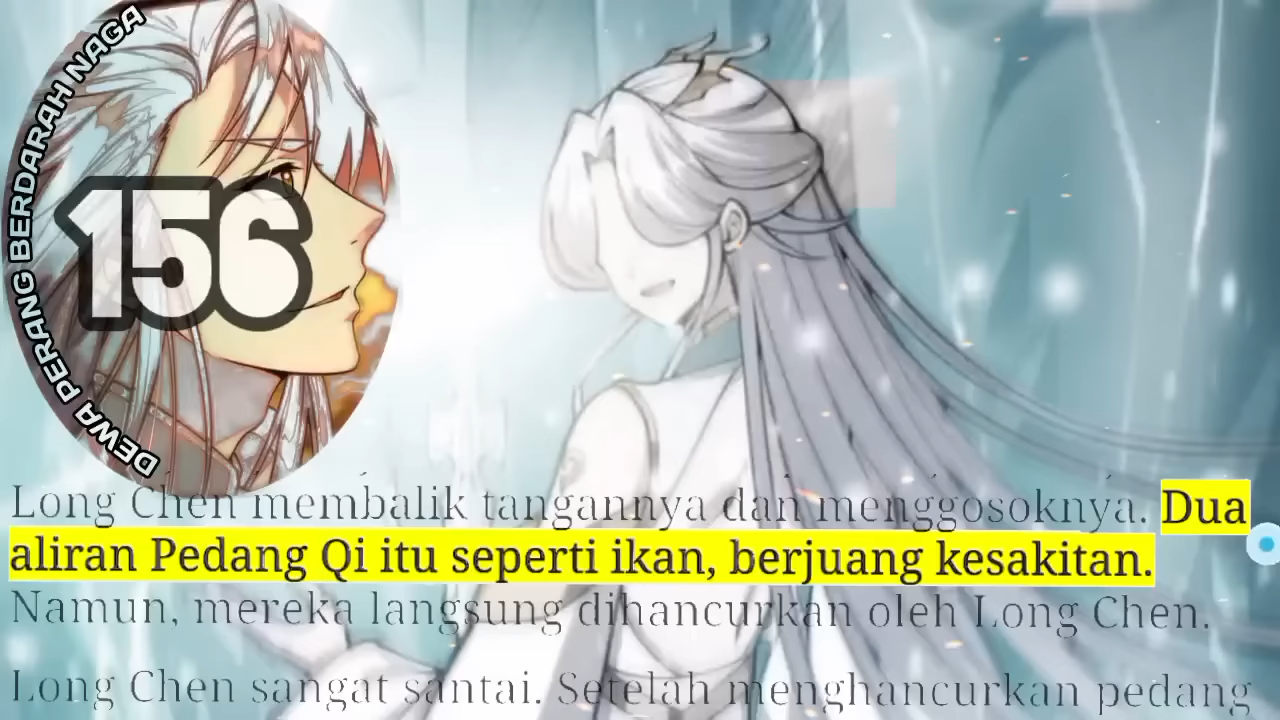 DEWA PERANG BERDARAH NAGA
156
Long Chen membalik tangannya dan menggosoknya. Dua
aliran Pedang Qi itu seperti ikan, berjuang kesakitan.
Namun, mereka langsung dihancurkan oleh Long Chen.
Long Chen sangat santai. Setelah menghancurkan pedang